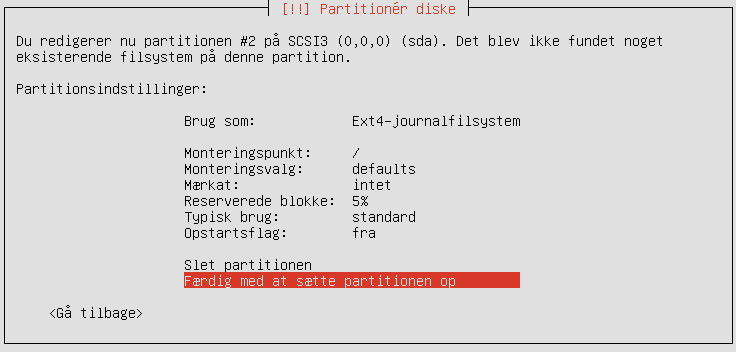 [!!] Partitionér diske
Du redigerer nu partitionen #2 på SCSI3 (0,0,0) (sda). Det blev ikke fundet noget
eksisterende filsystem på denne partition.
Partitionsindstillinger:
Brug som: Ext4-journalfilsystem
Monteringspunkt: /
Monteringsvalg: defaults
Mærkat: intet
Reserverede blokke: 5%
Typisk brug: standard
Opstartsflag: fra
Slet partitionen
Færdig med at sætte partitionen op
<Gå tilbage>